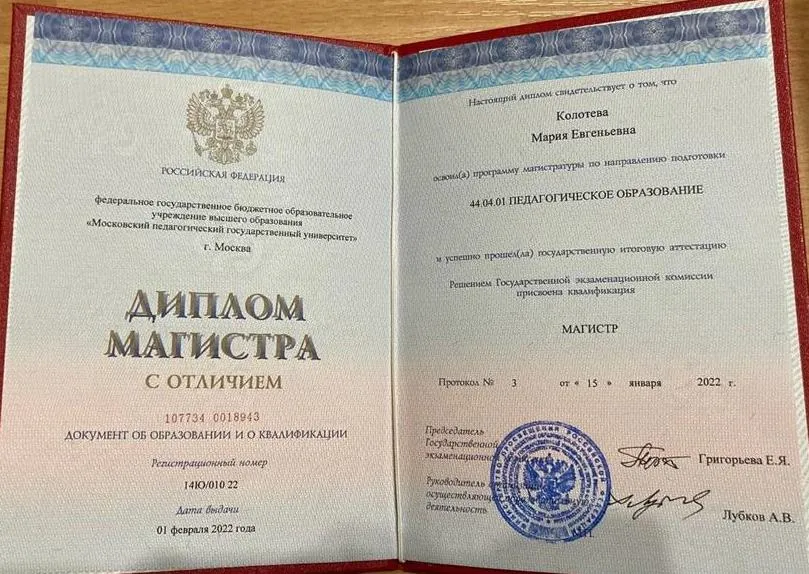 РОССИЙСКАЯ ФЕДЕРАЦИЯ
федеральное государственное бюджетное образовательное
учреждение высшего образования
«Московский педагогический государственный университет»
г. Москва
ДИПЛОМ
МАГИСТРА
С ОТЛИЧИЕМ
107734 0018943
ДОКУМЕНТ ОБ ОБРАЗОВАНИИ И О КВАЛИФИКАЦИИ
Регистрационный номер
14Ю/010 22
Дата выдачи
01 февраля 2022 года
Настоящий диплом свидетельствует о том, что
Колотева
Мария Евгеньевна
освоил(а) программу магистратуры по направлению подготовки
44.04.01 ПЕДАГОГИЧЕСКОЕ ОБРАЗОВАНИЕ
и успешно прошел(ла) государственную итоговую аттестацию
Решением Государственной экзаменационной комиссии
присвоена квалификация
МАГИСТР
Протокол № 3 от « 15 » января 2022 г.
Председатель
Государственной
экзаменационной
Григорьева Е.Я.
Руководитель
осуществляющей
деятельность
Лубков А.В.
М.П.